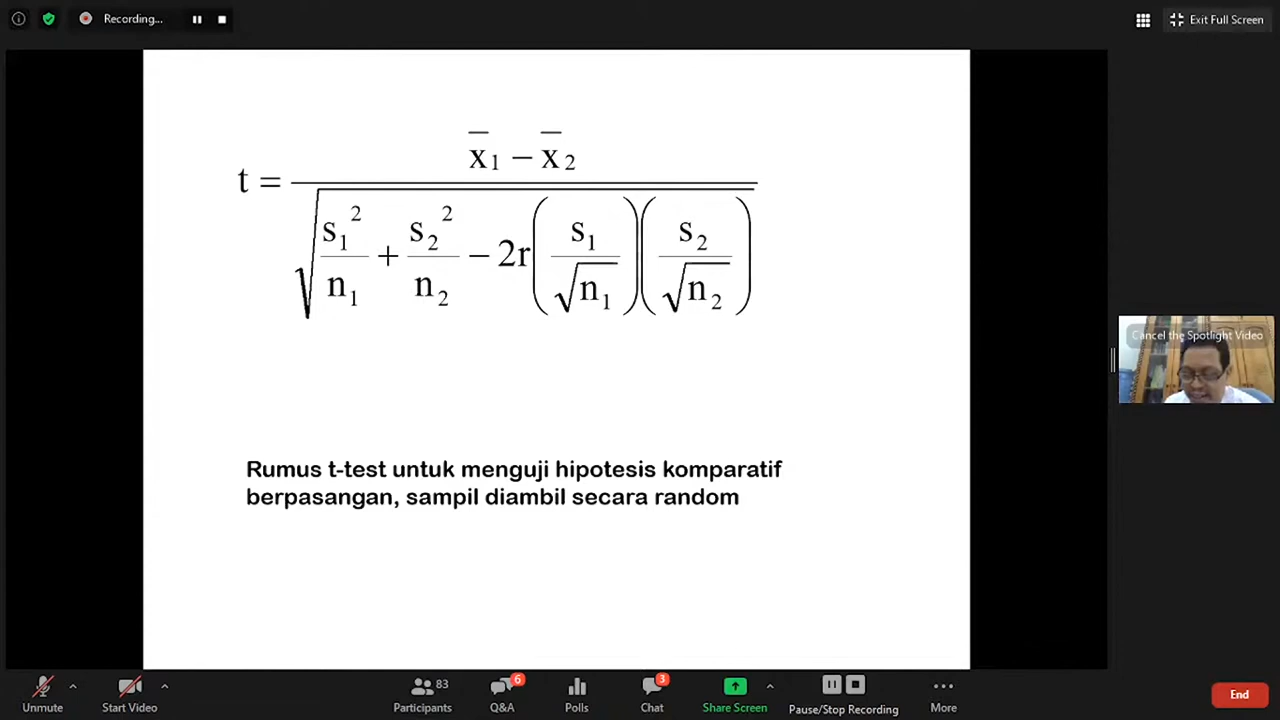 Recording...
Exit Full Screen
x̄₁ − x̄₂
t =
√(s₁²/n₁ + s₂²/n₂ − 2r(s₁/√n₁)(s₂/√n₂))
Cancel the Spotlight Video
Rumus t-test untuk menguji hipotesis komparatif
berpasangan, sampil diambil secara random
83
6
3
Unmute
Start Video
Participants
Q&A
Polls
Chat
Share Screen
Pause/Stop Recording
More
End